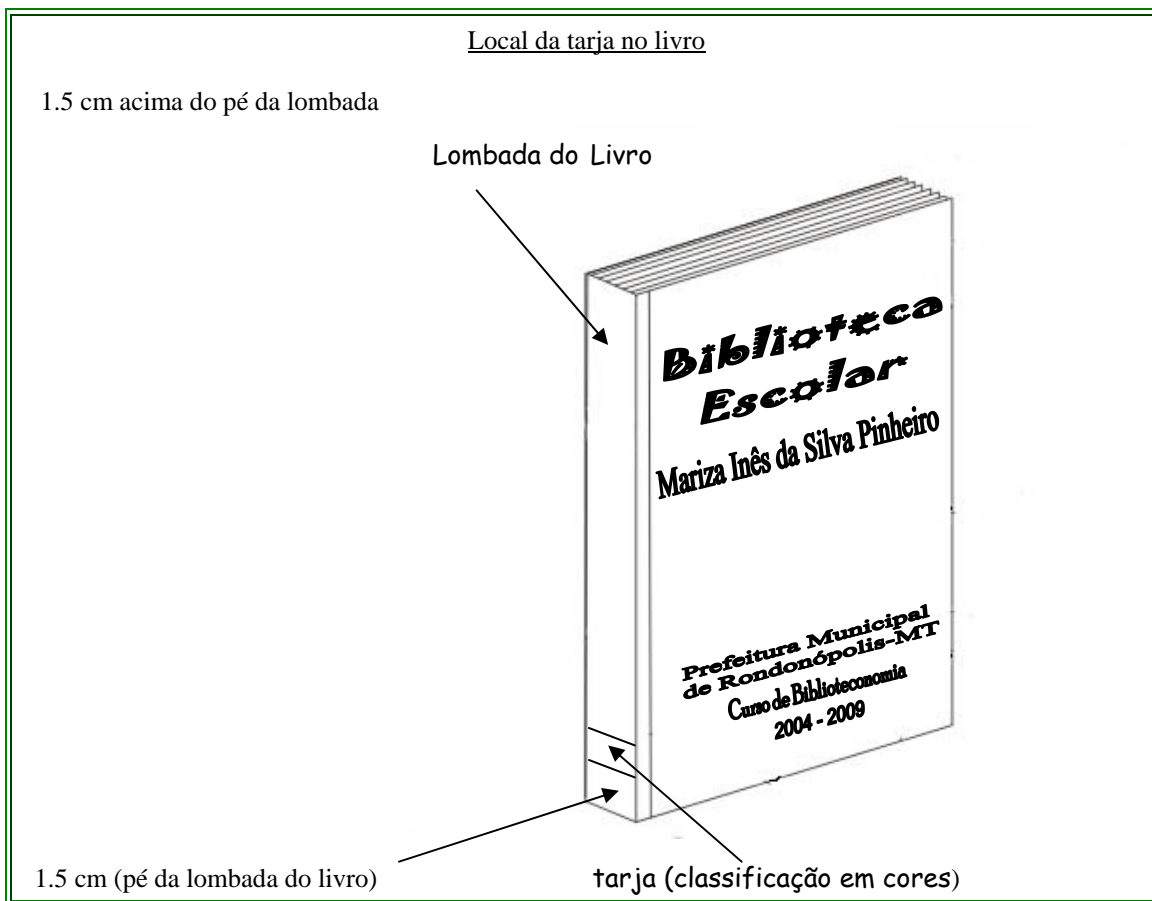 Local da tarja no livro
1.5 cm acima do pé da lombada
Lombada do Livro
Biblioteca
Escolar
Mariza Inês da Silva Pinheiro
Prefeitura Municipal
de Rondonópolis-MT
Curso de Biblioteconomia
2004 - 2009
1.5 cm (pé da lombada do livro)
tarja (classificação em cores)